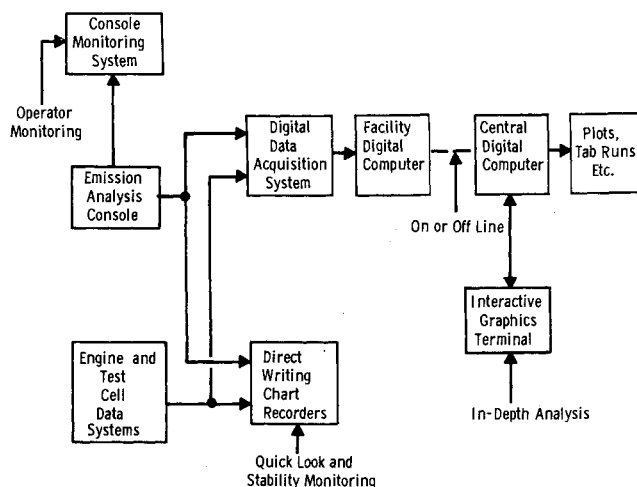 Console
Monitoring
System
Operator
Monitoring
Emission
Analysis
Console
Digital
Data
Acquisition
System
Facility
Digital
Computer
Central
Digital
Computer
Plots,
Tab Runs
Etc.
On or Off Line
Interactive
Graphics
Terminal
In-Depth Analysis
Engine and
Test
Cell
Data
Systems
Direct
Writing
Chart
Recorders
Quick Look and
Stability Monitoring